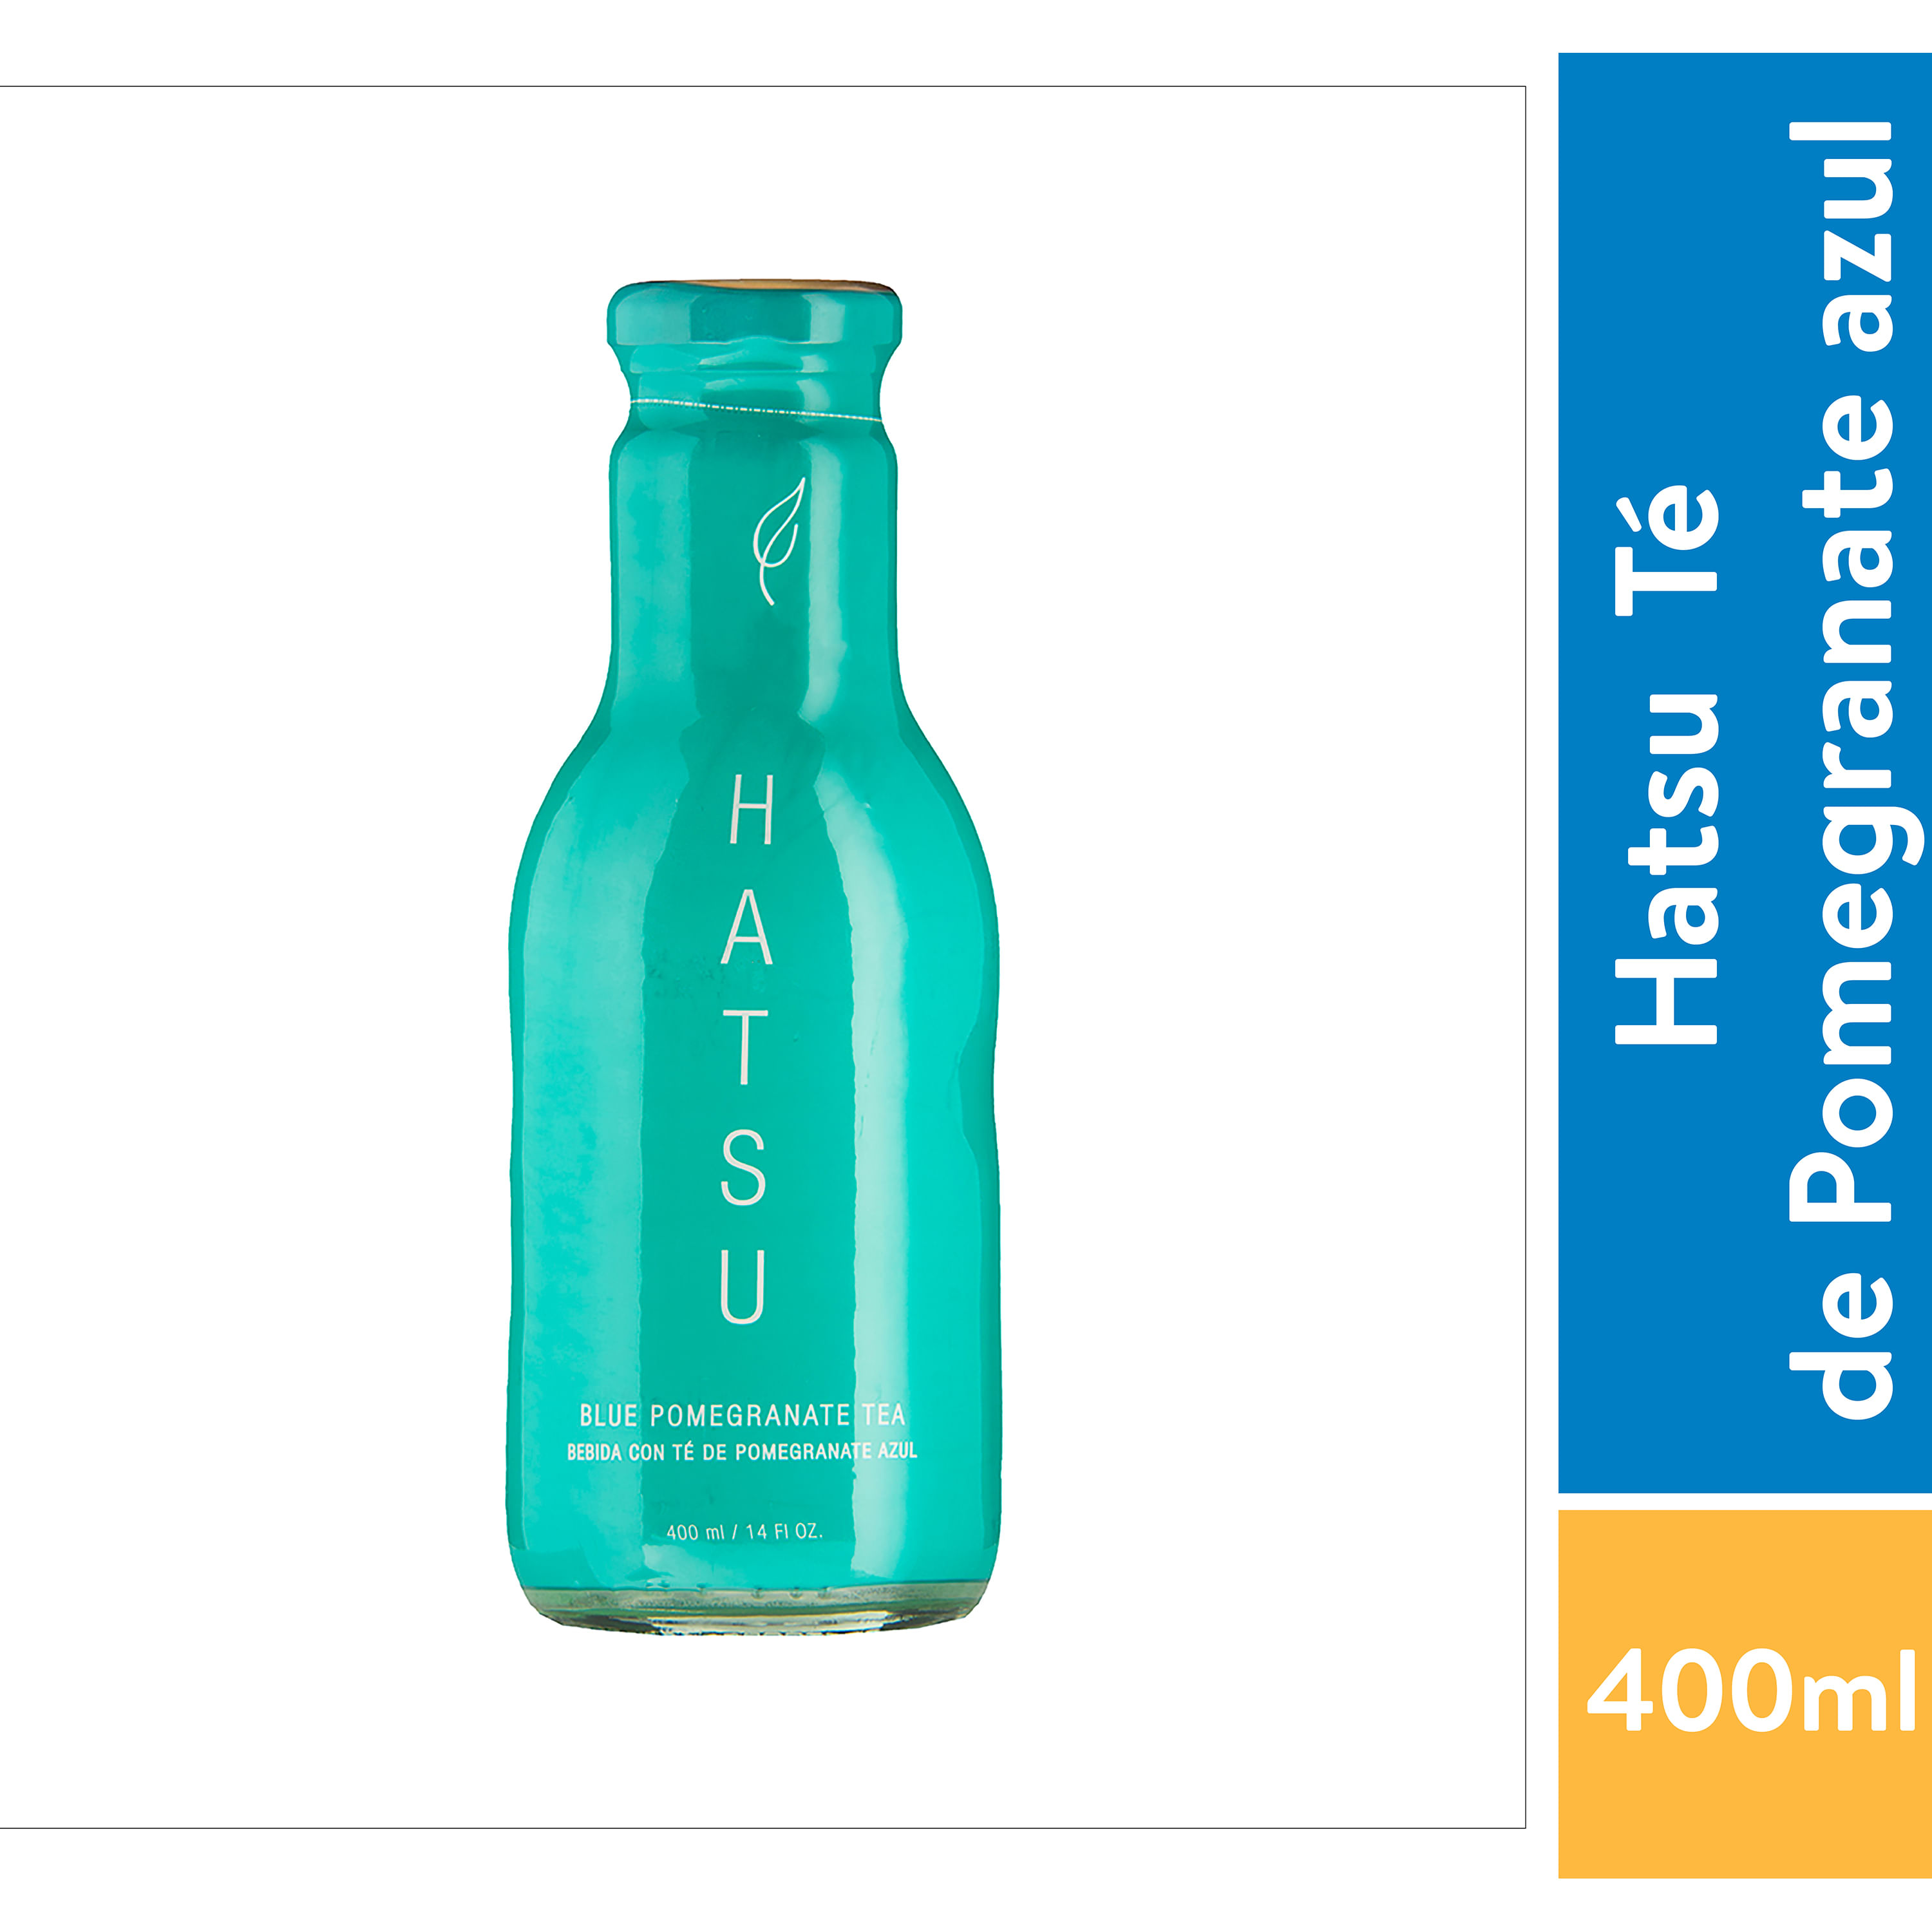 HATSU
BLUE POMEGRANATE TEA
BEBIDA CON TÉ DE POMEGRANATE AZUL
400 ml / 14 Fl OZ.
Hatsu Té
de Pomegranate azul
400ml